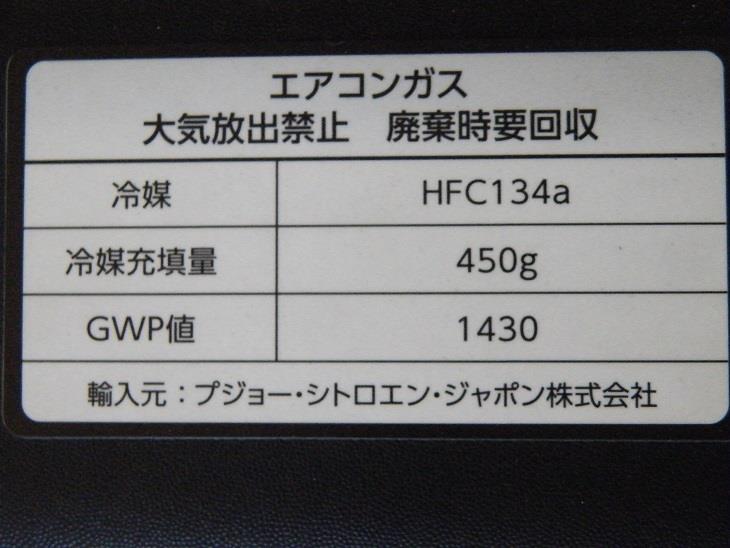 エアコンガス
大気放出禁止　廃棄時要回収
冷媒 HFC134a
冷媒充填量 450g
GWP値 1430
輸入元：プジョー・シトロエン・ジャポン株式会社